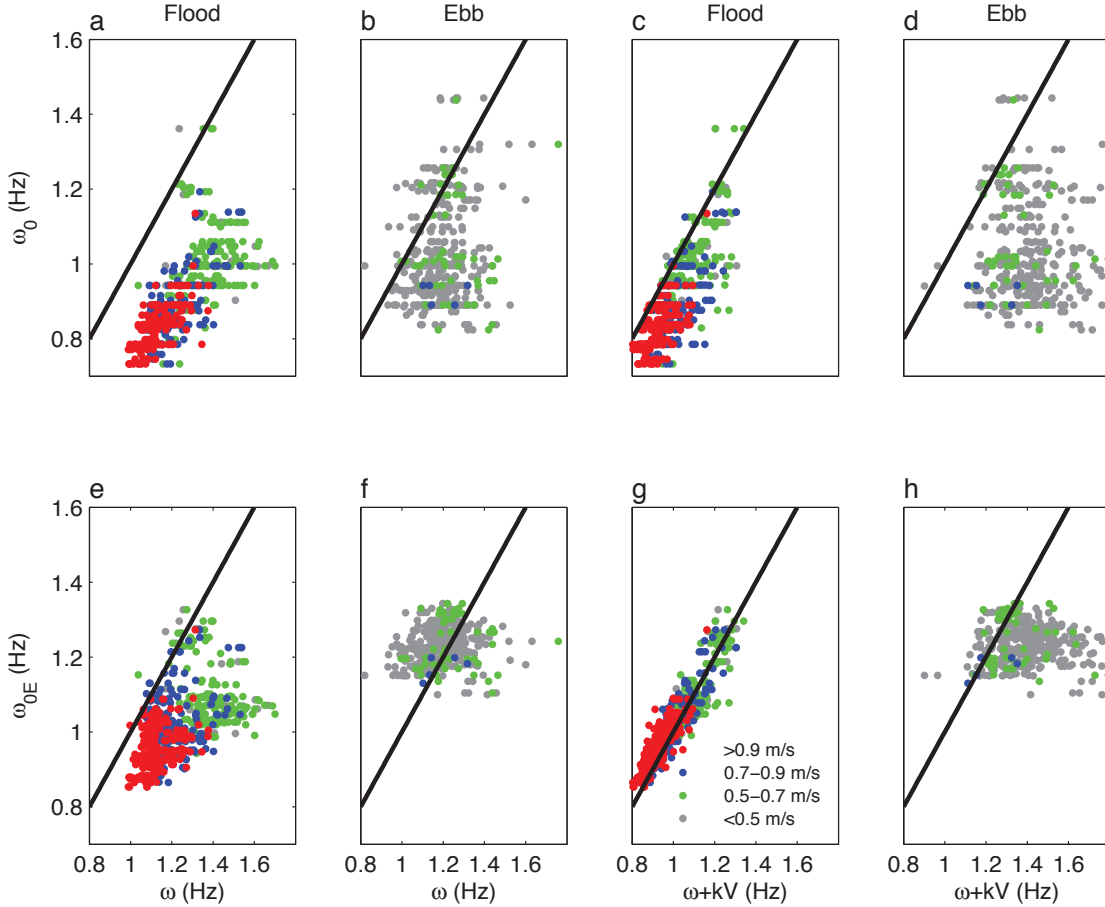 Flood Ebb Flood Ebb
a b c d
1.6
1.4
1.2
1
0.8
ω₀ (Hz)
e f g h
1.6
1.4
1.2
1
0.8
ω₀E (Hz)
>0.9 m/s
0.7−0.9 m/s
0.5−0.7 m/s
<0.5 m/s
0.8 1 1.2 1.4 1.6 0.8 1 1.2 1.4 1.6 0.8 1 1.2 1.4 1.6 0.8 1 1.2 1.4 1.6
ω (Hz) ω (Hz) ω+kV (Hz) ω+kV (Hz)